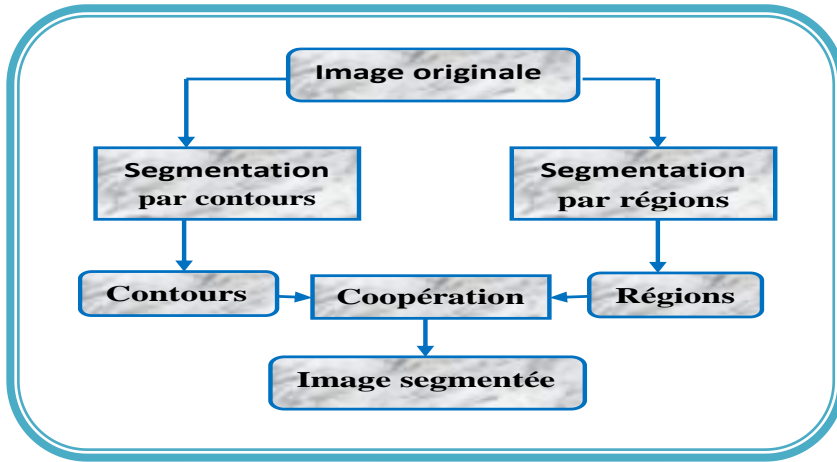 Image originale
Segmentation
par contours
Segmentation
par régions
Contours
Coopération
Régions
Image segmentée